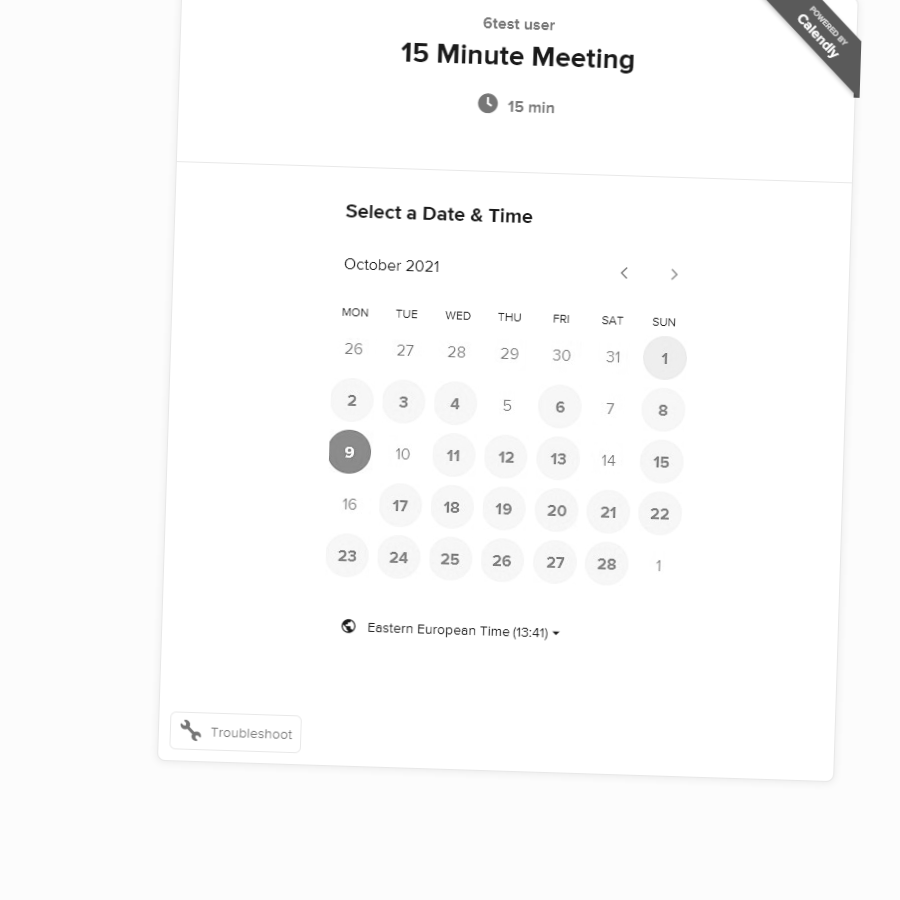 6test user
15 Minute Meeting
15 min
POWERED BY
Calendly
Select a Date & Time
October 2021
MON TUE WED THU FRI SAT SUN
26 27 28 29 30 31 1
2 3 4 5 6 7 8
9 10 11 12 13 14 15
16 17 18 19 20 21 22
23 24 25 26 27 28 1
Eastern European Time (13:41)
Troubleshoot